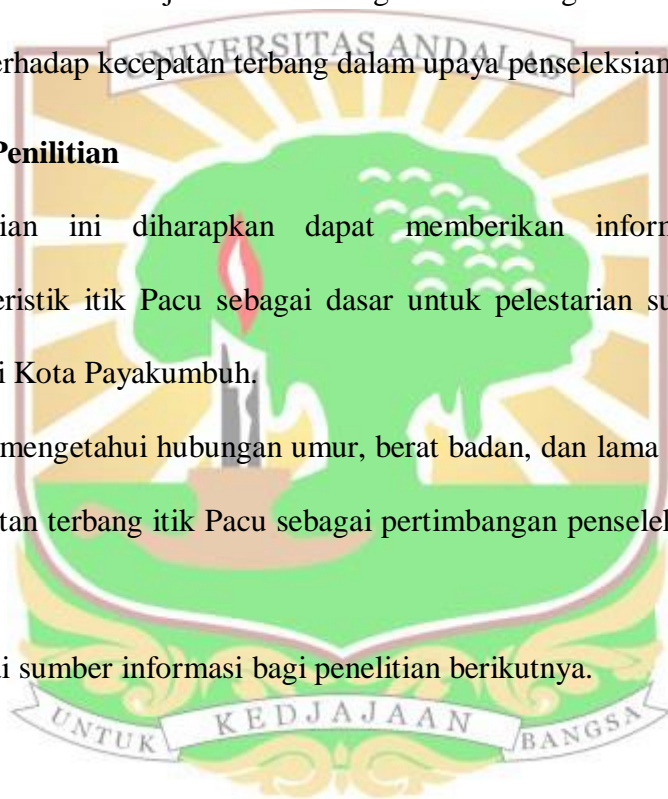 UNIVERSITAS ANDALAS
erhadap kecepatan terbang dalam upaya penseleksian
Penilitian
ian ini diharapkan dapat memberikan inform
eristik itik Pacu sebagai dasar untuk pelestarian su
i Kota Payakumbuh.
mengetahui hubungan umur, berat badan, dan lama
tan terbang itik Pacu sebagai pertimbangan penselek
i sumber informasi bagi penelitian berikutnya.
UNTUK KEDJAJAAN BANGSA